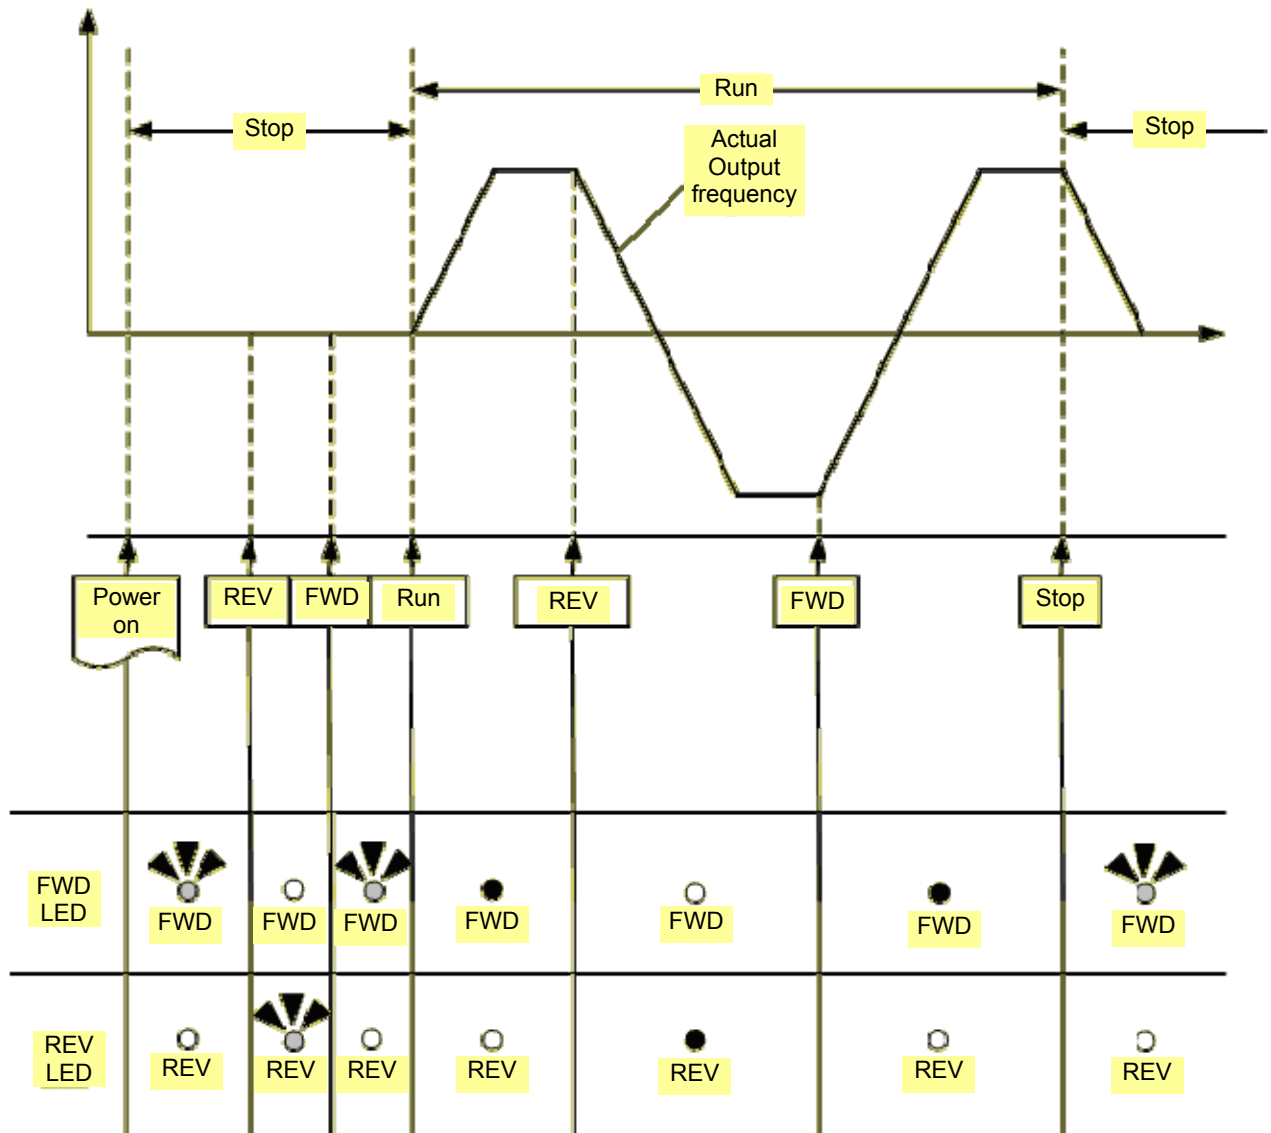 Run
Stop
Stop
Actual
Output
frequency
Power
on
REV
FWD
Run
REV
FWD
Stop
FWD
LED
FWD
FWD
FWD
FWD
FWD
FWD
FWD
REV
LED
REV
REV
REV
REV
REV
REV
REV